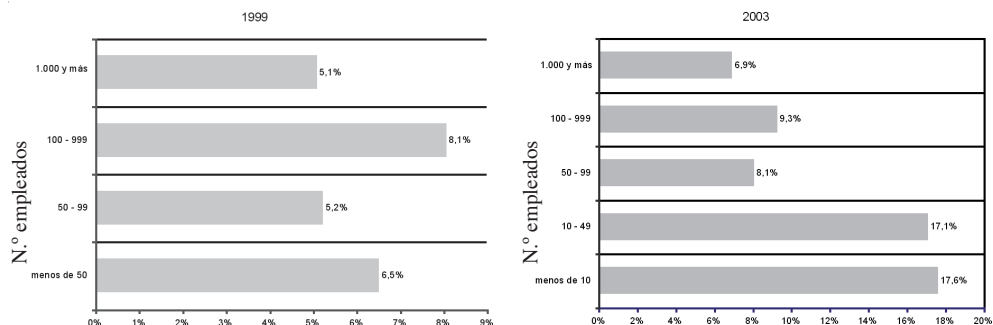 1999
N.º empleados
1.000 y más
5,1%
100 - 999
8,1%
50 - 99
5,2%
menos de 50
6,5%
0% 1% 2% 3% 4% 5% 6% 7% 8% 9%
2003
N.º empleados
1.000 y más
6,9%
100 - 999
9,3%
50 - 99
8,1%
10 - 49
17,1%
menos de 10
17,6%
0% 2% 4% 6% 8% 10% 12% 14% 16% 18% 20%